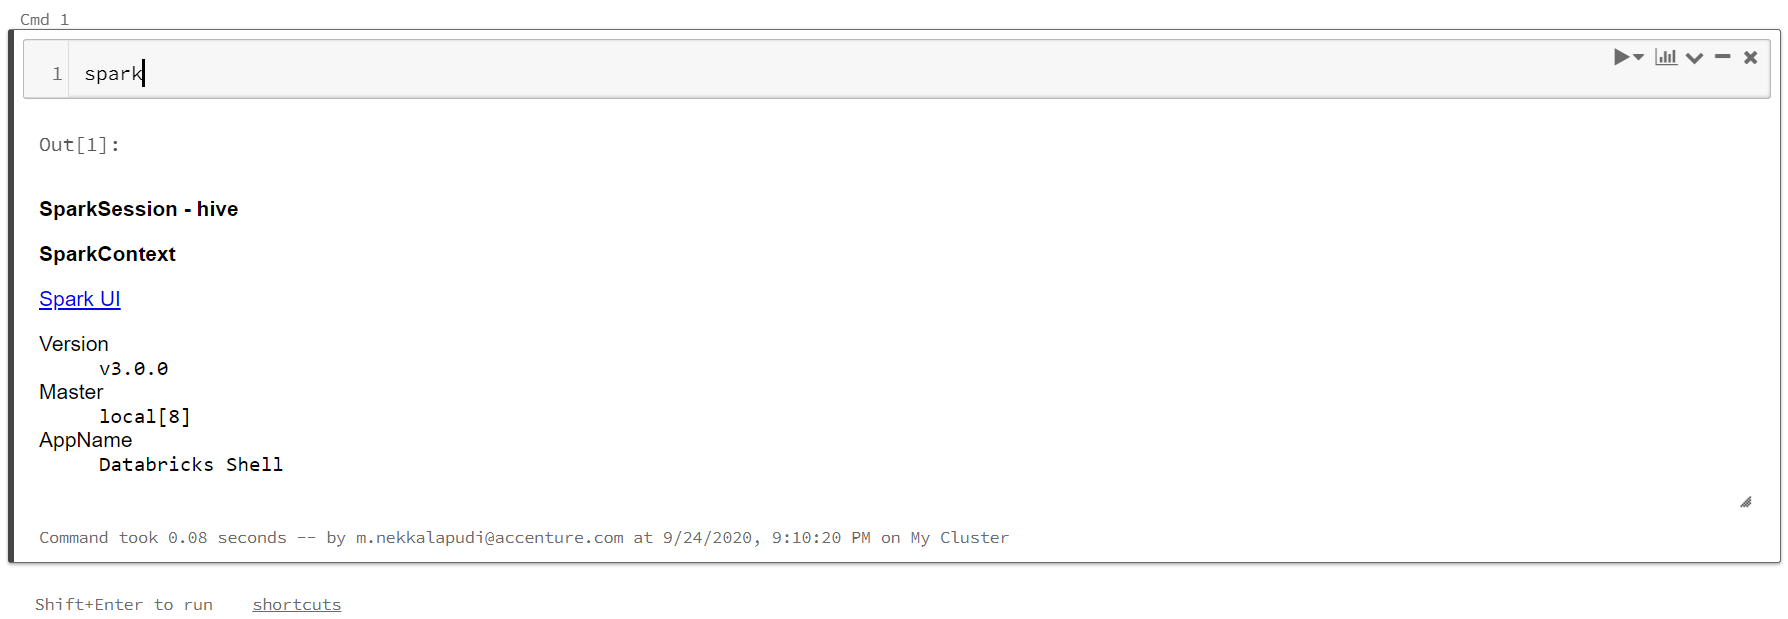 Cmd 1
1 spark
Out[1]:
SparkSession - hive
SparkContext
Spark UI
Version
v3.0.0
Master
local[8]
AppName
Databricks Shell
Command took 0.08 seconds -- by m.nekkalapudi@accenture.com at 9/24/2020, 9:10:20 PM on My Cluster
Shift+Enter to run shortcuts